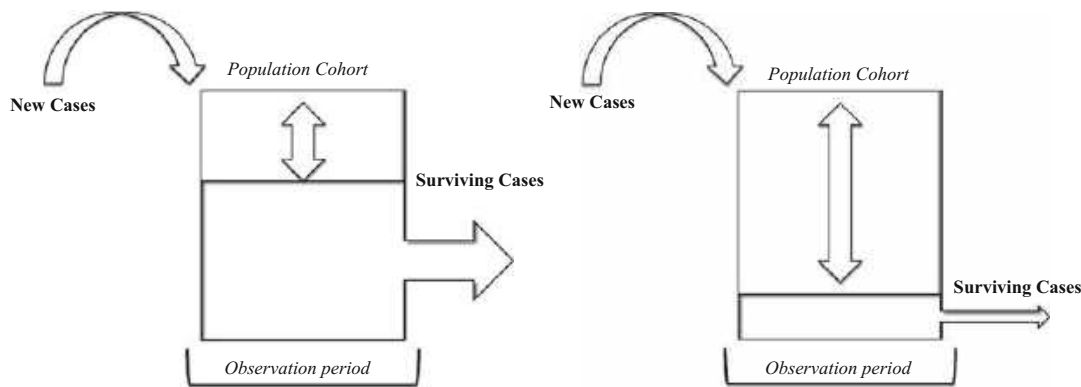 Population Cohort
New Cases
Surviving Cases
Observation period
Population Cohort
New Cases
Surviving Cases
Observation period